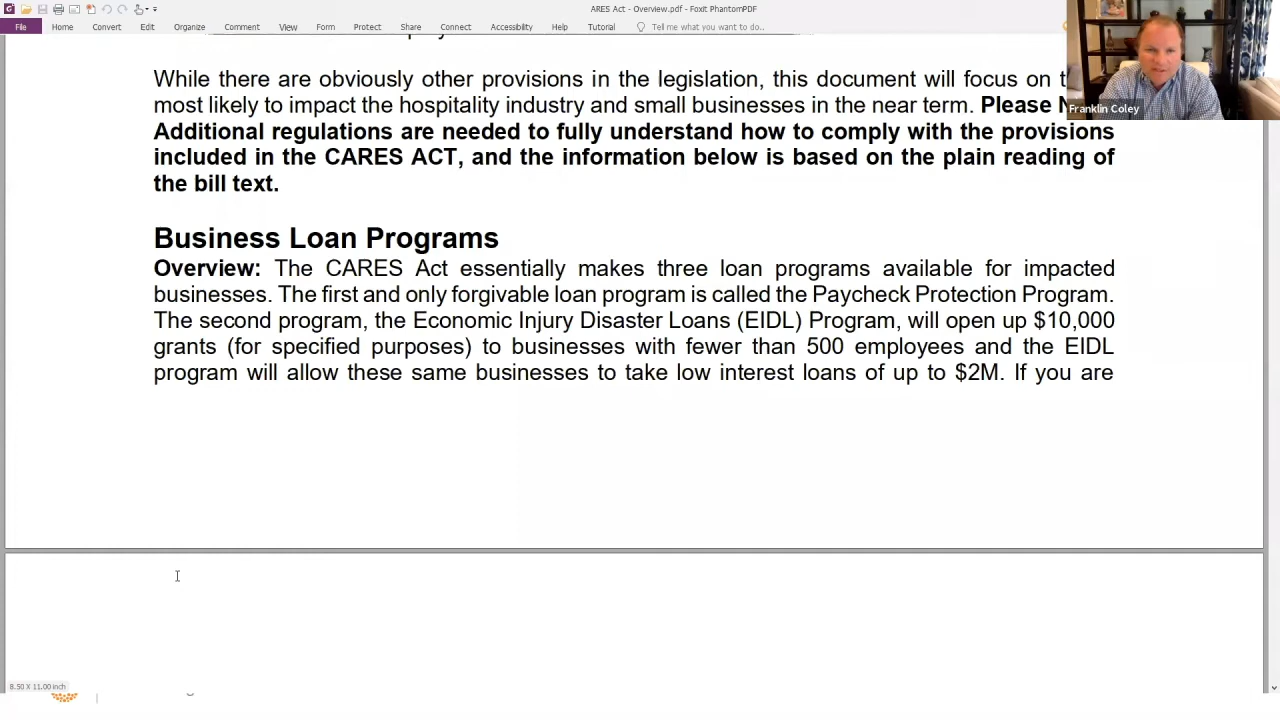 ARES Act - Overview.pdf - Foxit PhantomPDF
File Home Convert Edit Organize Comment View Form Protect Share Connect Accessibility Help Tutorial Tell me what you want to do..
While there are obviously other provisions in the legislation, this document will focus on
most likely to impact the hospitality industry and small businesses in the near term. Please
Franklin Coley
Additional regulations are needed to fully understand how to comply with the provisions
included in the CARES ACT, and the information below is based on the plain reading of
the bill text.
Business Loan Programs
Overview: The CARES Act essentially makes three loan programs available for impacted
businesses. The first and only forgivable loan program is called the Paycheck Protection Program.
The second program, the Economic Injury Disaster Loans (EIDL) Program, will open up $10,000
grants (for specified purposes) to businesses with fewer than 500 employees and the EIDL
program will allow these same businesses to take low interest loans of up to $2M. If you are
8.50 X 11.00 inch